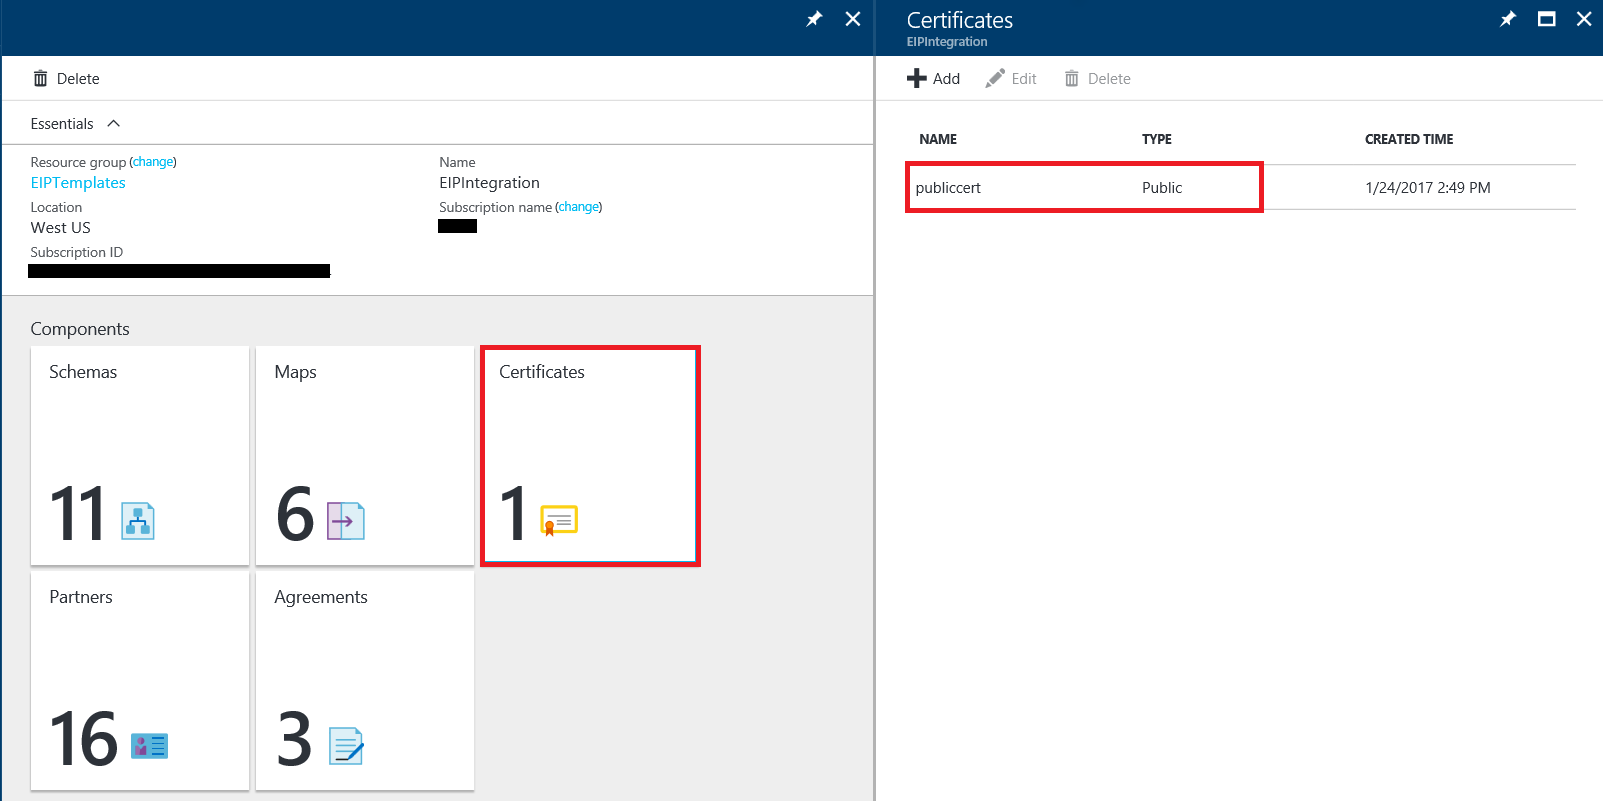 Delete
Essentials
Resource group (change)
EIPTemplates
Location
West US
Subscription ID
Name
EIPIntegration
Subscription name (change)
Components
Schemas
11
Maps
6
Certificates
1
Partners
16
Agreements
3
Certificates
EIPIntegration
Add Edit Delete
NAME TYPE CREATED TIME
publiccert Public 1/24/2017 2:49 PM